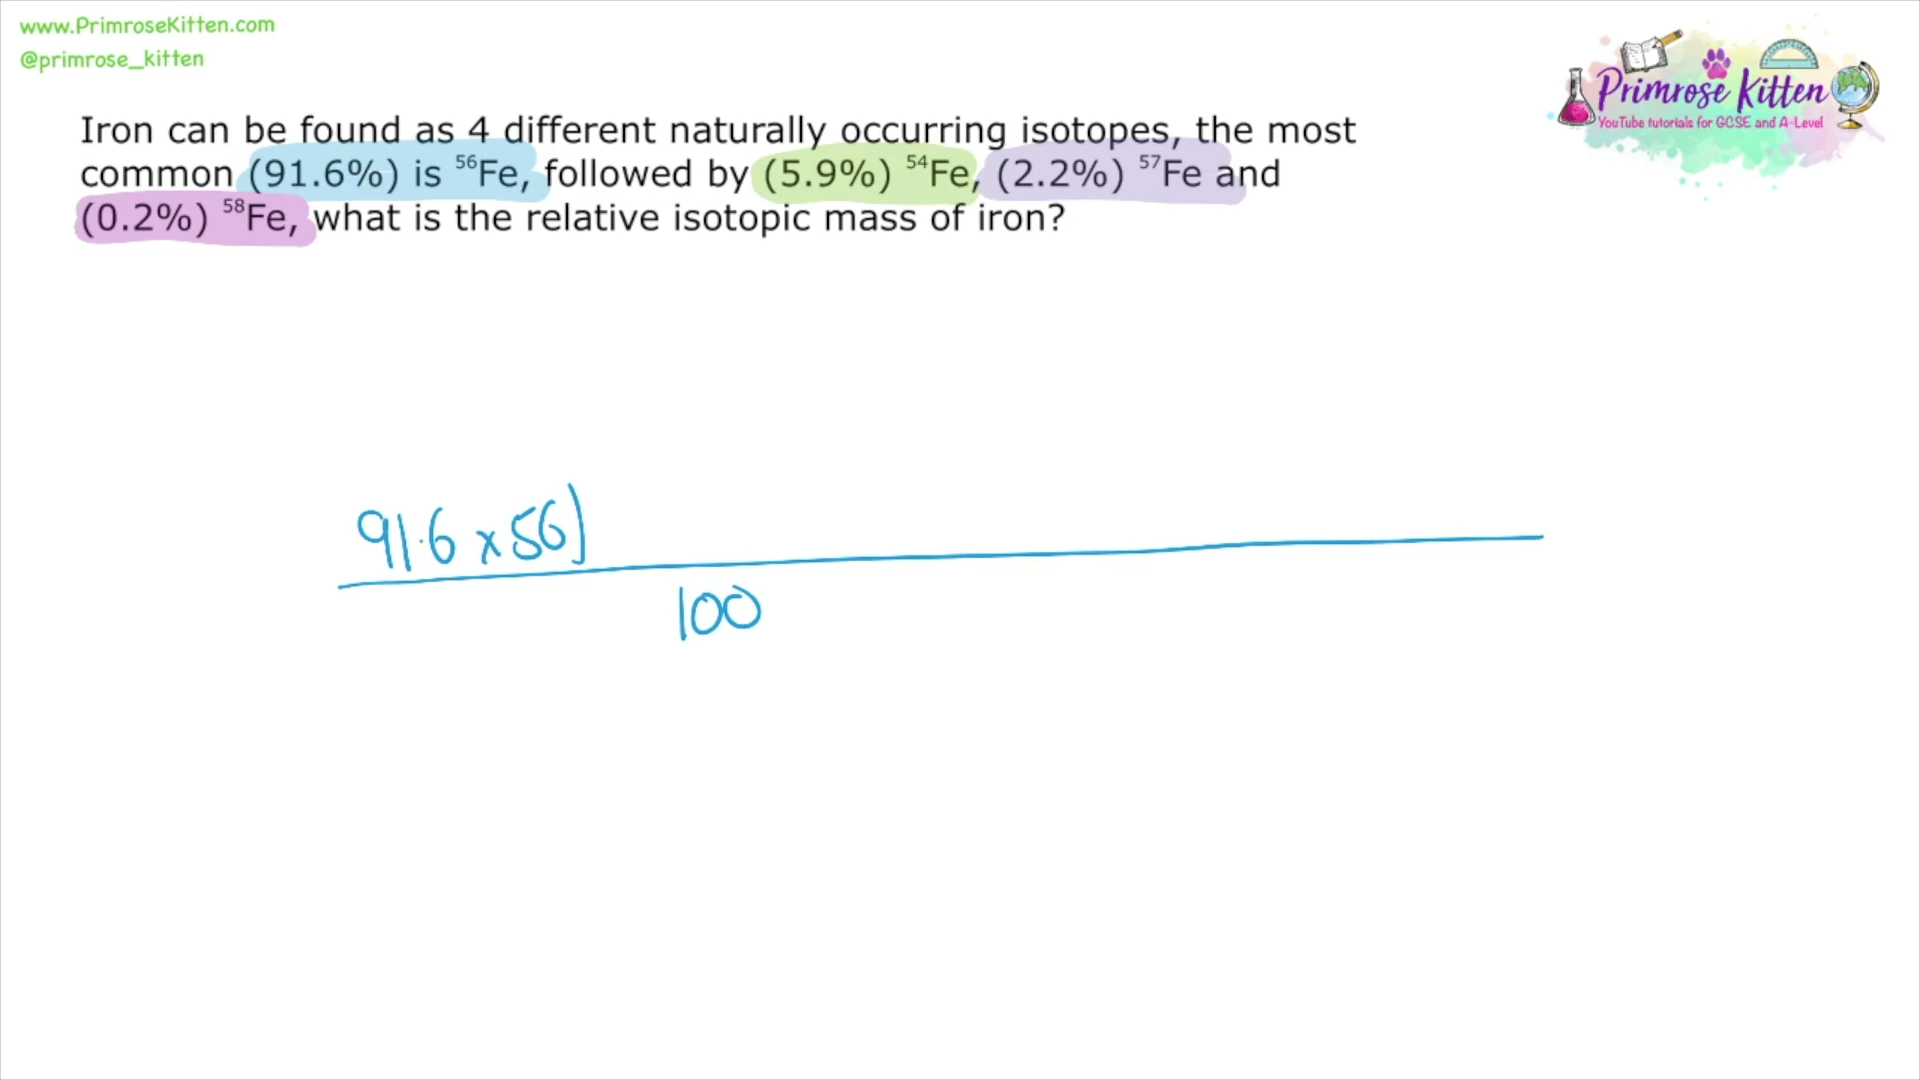 www.PrimroseKitten.com
@primrose_kitten
Primrose Kitten
YouTube tutorials for GCSE and A-Level
Iron can be found as 4 different naturally occurring isotopes, the most
common (91.6%) is ⁵⁶Fe, followed by (5.9%) ⁵⁴Fe, (2.2%) ⁵⁷Fe and
(0.2%) ⁵⁸Fe, what is the relative isotopic mass of iron?
91.6 x 56)
100